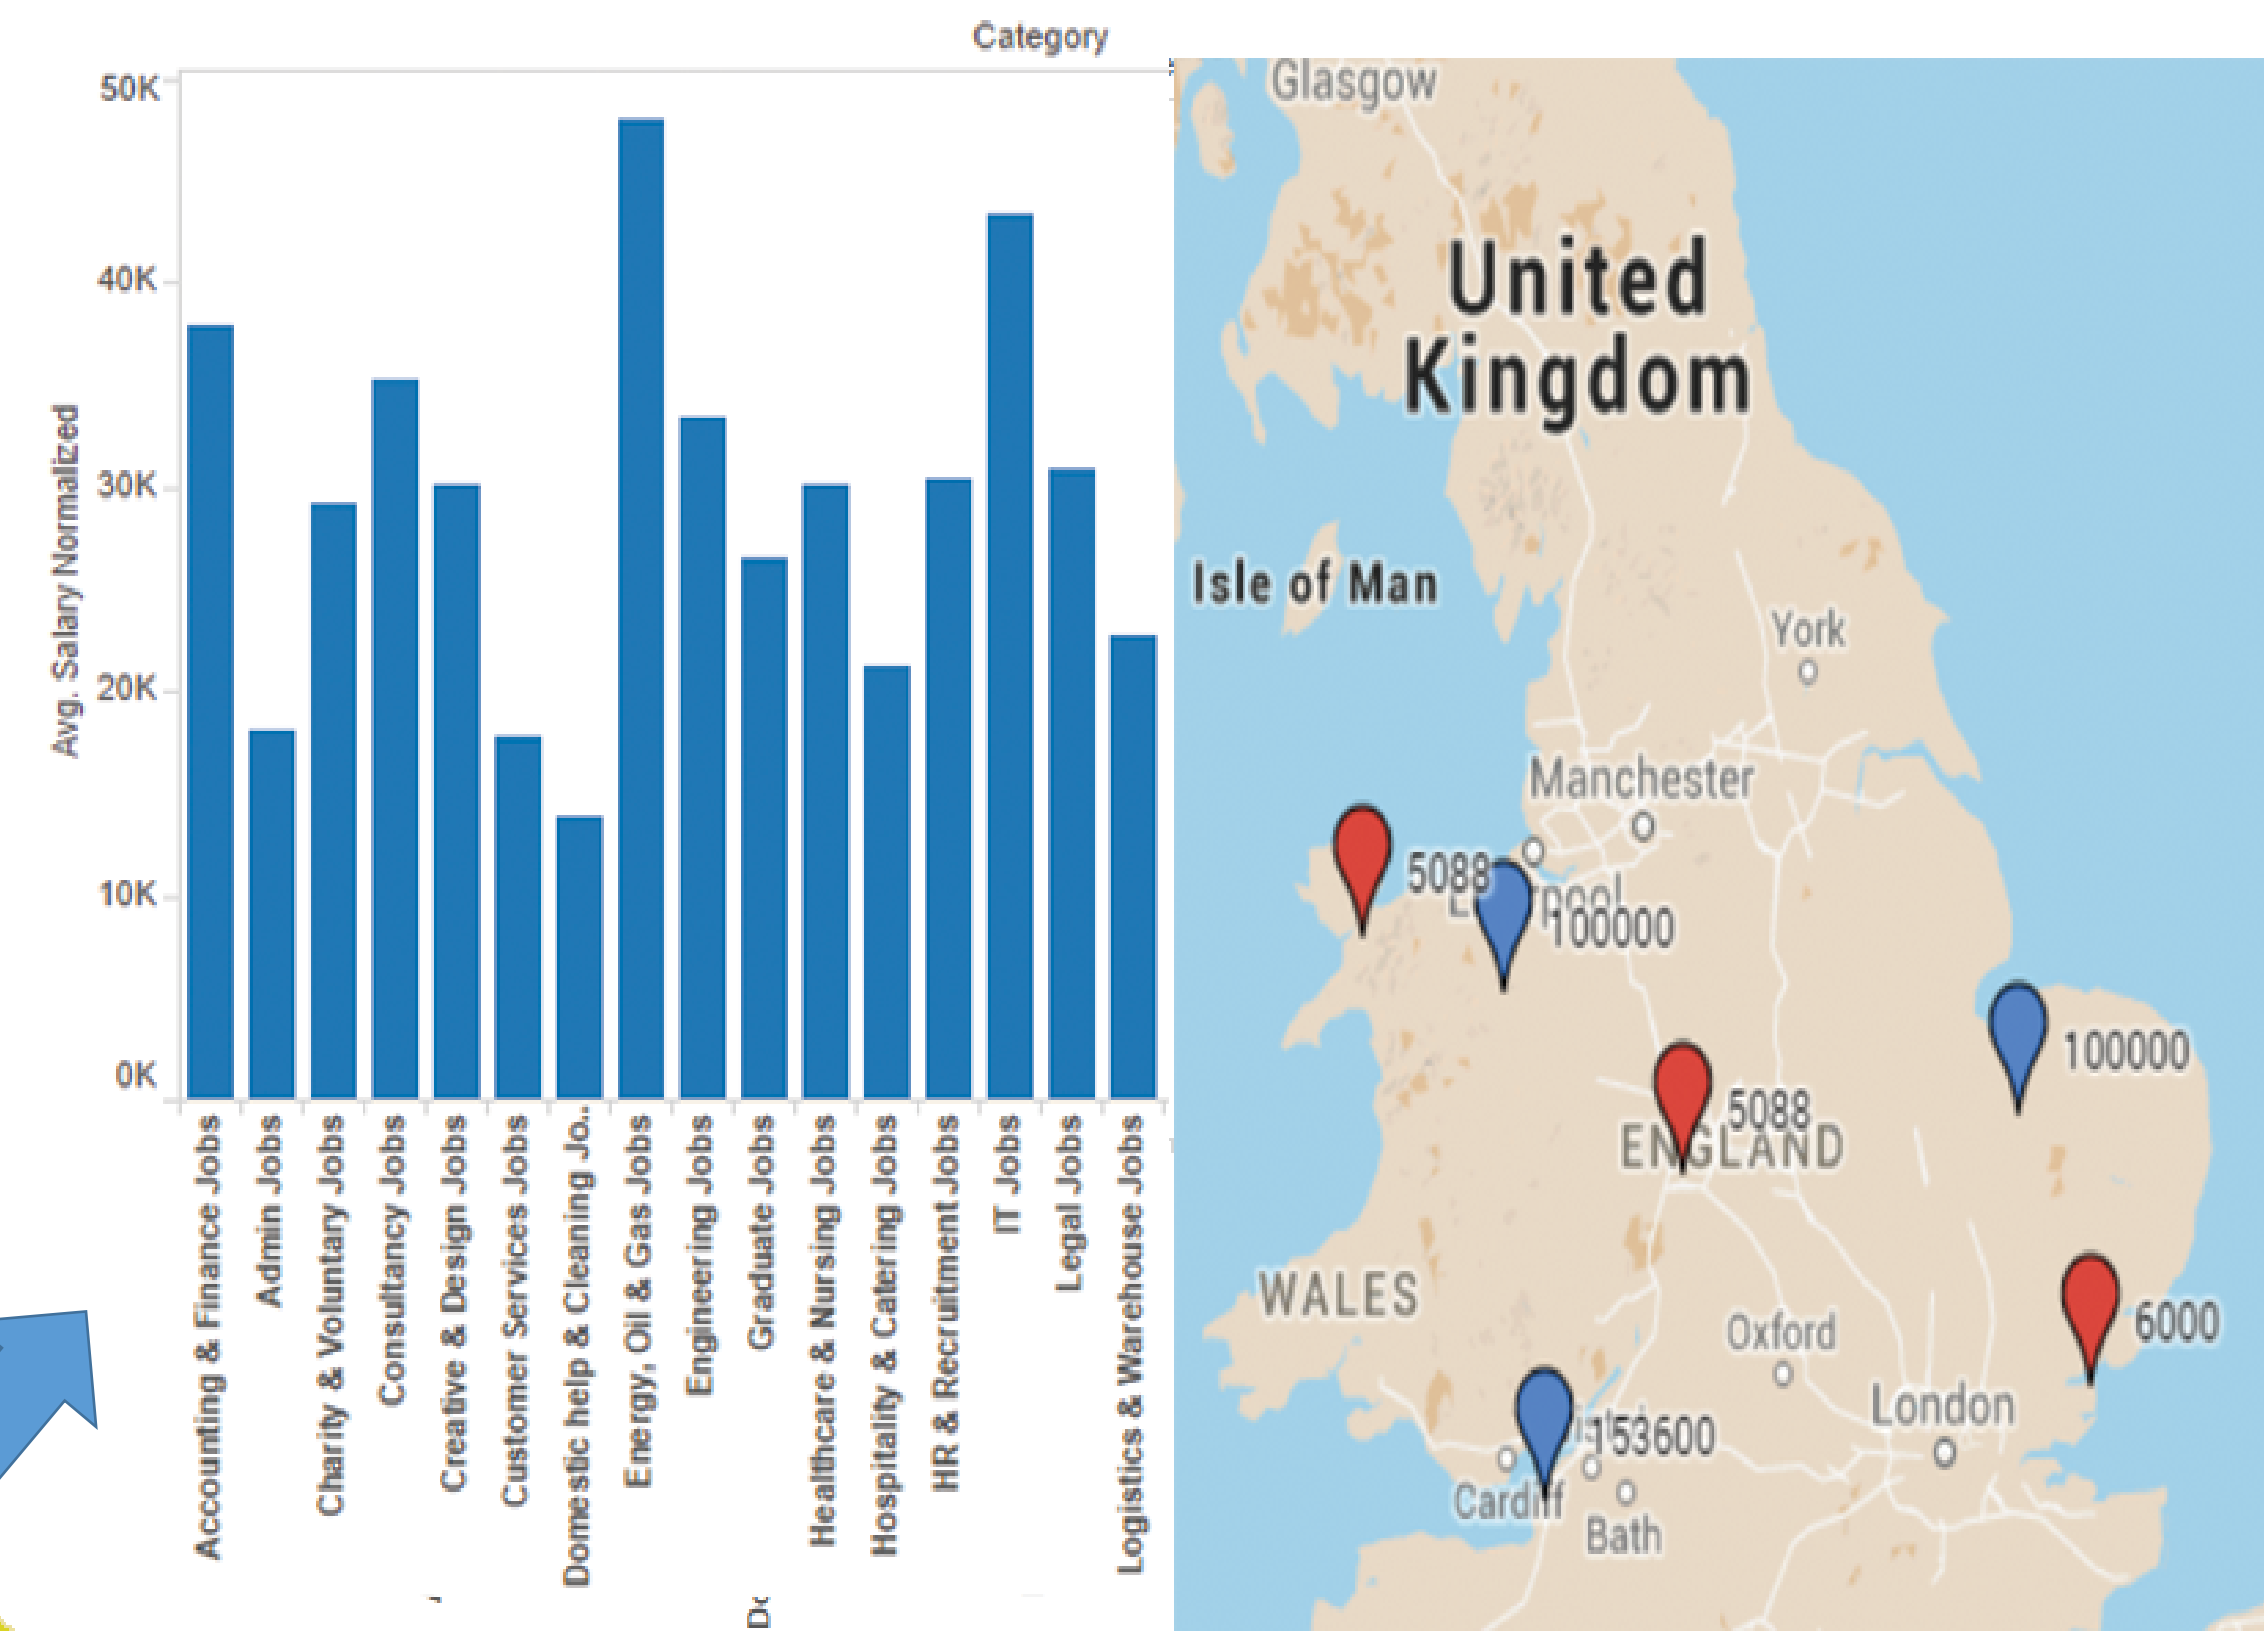 Category
50K
40K
30K
20K
10K
0K
Avg. Salary Normalized
Accounting & Finance Jobs
Admin Jobs
Charity & Voluntary Jobs
Consultancy Jobs
Creative & Design Jobs
Customer Services Jobs
Domestic help & Cleaning Jo..
Energy, Oil & Gas Jobs
Engineering Jobs
Graduate Jobs
Healthcare & Nursing Jobs
Hospitality & Catering Jobs
HR & Recruitment Jobs
IT Jobs
Legal Jobs
Logistics & Warehouse Jobs
Glasgow
United
Kingdom
Isle of Man
York
Manchester
5088
100000
100000
5088
ENGLAND
WALES
6000
Oxford
London
153600
Cardiff
Bath